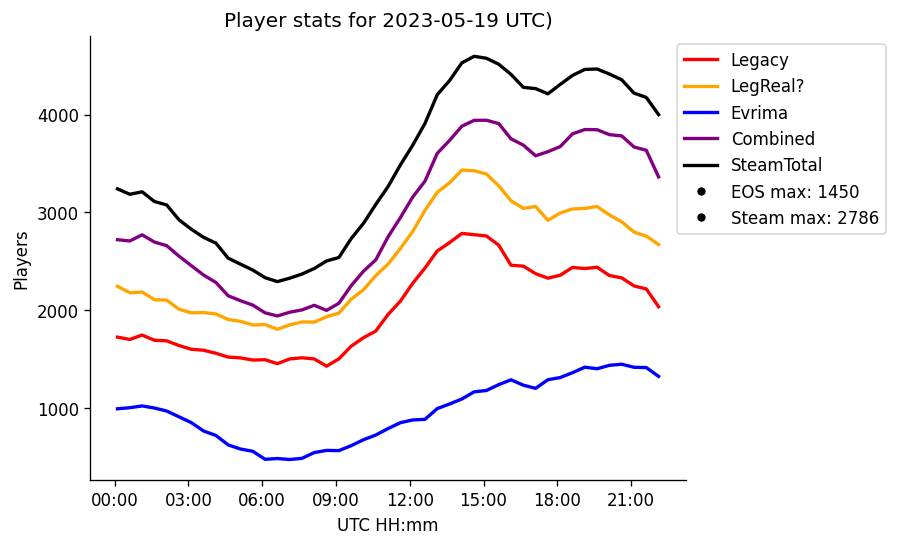 Player stats for 2023-05-19 UTC)
Legacy
LegReal?
Evrima
Combined
SteamTotal
EOS max: 1450
Steam max: 2786
Players
4000
3000
2000
1000
00:00 03:00 06:00 09:00 12:00 15:00 18:00 21:00
UTC HH:mm